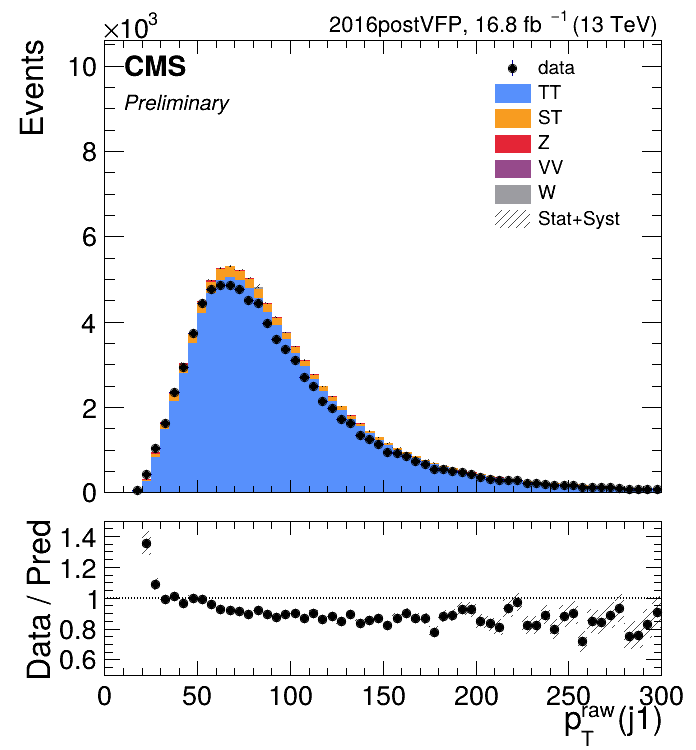 ×10³
2016postVFP, 16.8 fb ⁻¹ (13 TeV)
Events
10
8
6
4
2
0
CMS
Preliminary
data
TT
ST
Z
VV
W
Stat+Syst
Data / Pred
1.4
1.2
1
0.8
0.6
0 50 100 150 200 250 300
p_T^raw (j1)